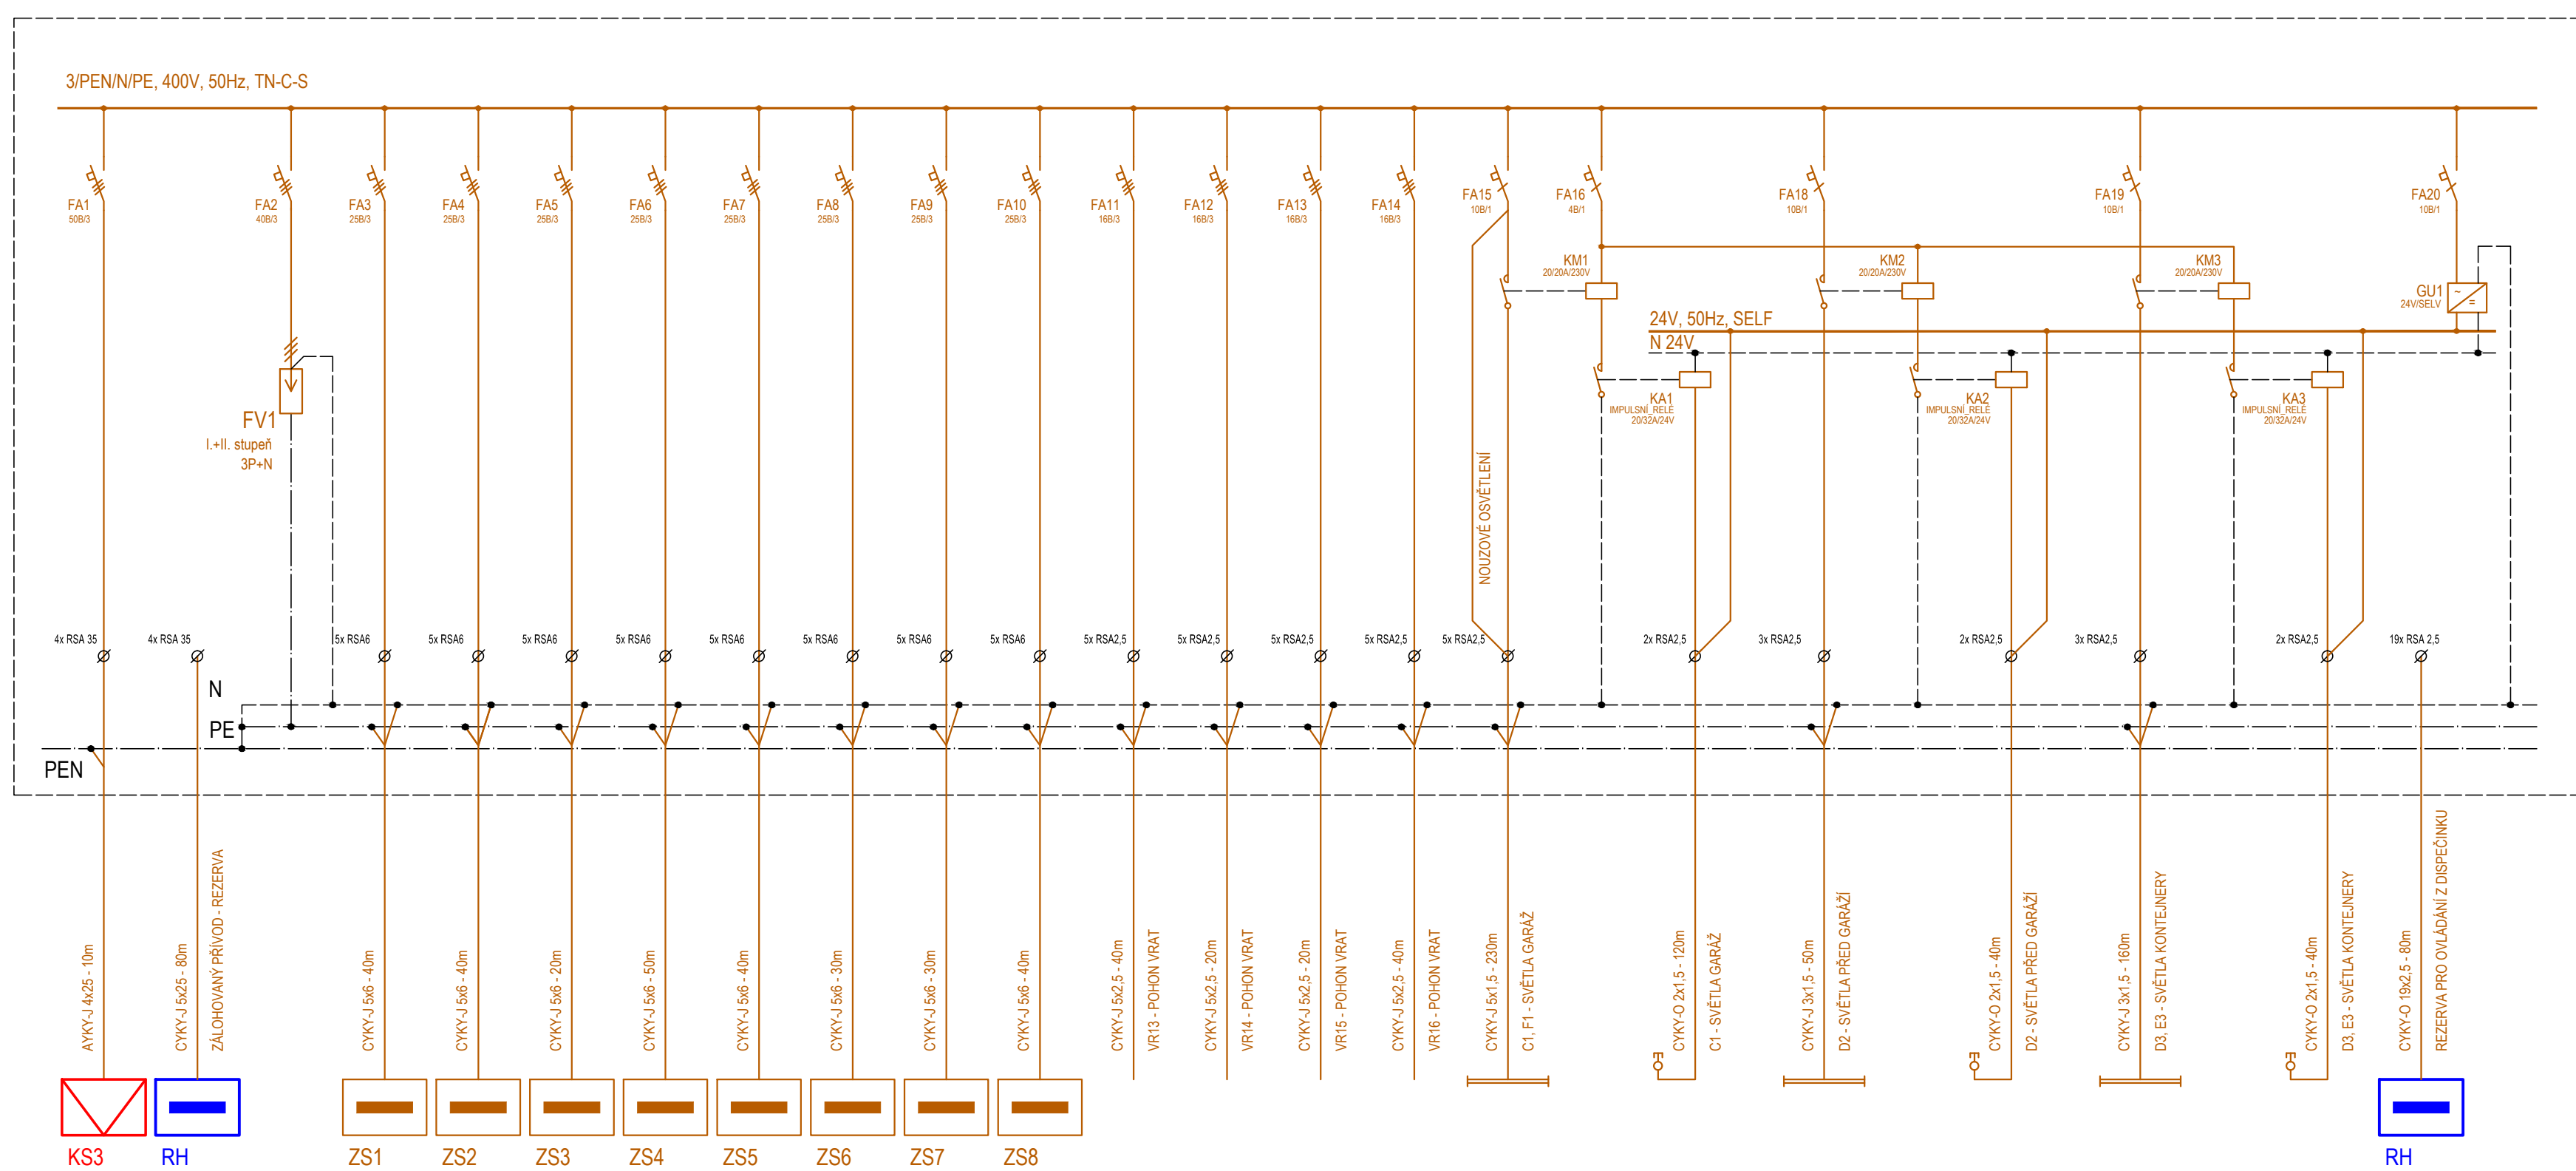 3/PEN/N/PE, 400V, 50Hz, TN-C-S
FA1
50B/3
FA2
40B/3
FA3
25B/3
FA4
25B/3
FA5
25B/3
FA6
25B/3
FA7
25B/3
FA8
25B/3
FA9
25B/3
FA10
25B/3
FA11
16B/3
FA12
16B/3
FA13
16B/3
FA14
16B/3
FA15
10B/1
FA16
4B/1
FA18
10B/1
FA19
10B/1
FA20
10B/1
KM1
20/20A/230V
KM2
20/20A/230V
KM3
20/20A/230V
GU1
24V/SELV
~
=
24V, 50Hz, SELF
N 24V
KA1
IMPULSNÍ_RELÉ
20/32A/24V
KA2
IMPULSNÍ_RELÉ
20/32A/24V
KA3
IMPULSNÍ_RELÉ
20/32A/24V
FV1
I.+II. stupeň
3P+N
NOUZOVÉ OSVĚTLENÍ
4x RSA 35
4x RSA 35
5x RSA6
5x RSA6
5x RSA6
5x RSA6
5x RSA6
5x RSA6
5x RSA6
5x RSA6
5x RSA2,5
5x RSA2,5
5x RSA2,5
5x RSA2,5
5x RSA2,5
2x RSA2,5
3x RSA2,5
2x RSA2,5
3x RSA2,5
2x RSA2,5
19x RSA 2,5
N
PE
PEN
AYKY-J 4x25 - 10m
CYKY-J 5x25 - 80m
ZÁLOHOVANÝ PŘÍVOD - REZERVA
CYKY-J 5x6 - 40m
CYKY-J 5x6 - 40m
CYKY-J 5x6 - 20m
CYKY-J 5x6 - 50m
CYKY-J 5x6 - 40m
CYKY-J 5x6 - 30m
CYKY-J 5x6 - 30m
CYKY-J 5x6 - 40m
CYKY-J 5x2,5 - 40m
VR13 - POHON VRAT
CYKY-J 5x2,5 - 20m
VR14 - POHON VRAT
CYKY-J 5x2,5 - 20m
VR15 - POHON VRAT
CYKY-J 5x2,5 - 40m
VR16 - POHON VRAT
CYKY-J 5x1,5 - 230m
C1, F1 - SVĚTLA GARÁŽ
CYKY-O 2x1,5 - 120m
C1 - SVĚTLA GARÁŽ
CYKY-J 3x1,5 - 50m
D2 - SVĚTLA PŘED GARÁŽÍ
CYKY-O 2x1,5 - 40m
D2 - SVĚTLA PŘED GARÁŽÍ
CYKY-J 3x1,5 - 160m
D3, E3 - SVĚTLA KONTEJNERY
CYKY-O 2x1,5 - 40m
D3, E3 - SVĚTLA KONTEJNERY
CYKY-O 19x2,5 - 80m
REZERVA PRO OVLÁDÁNÍ Z DISPEČINKU
KS3
RH
ZS1
ZS2
ZS3
ZS4
ZS5
ZS6
ZS7
ZS8
RH